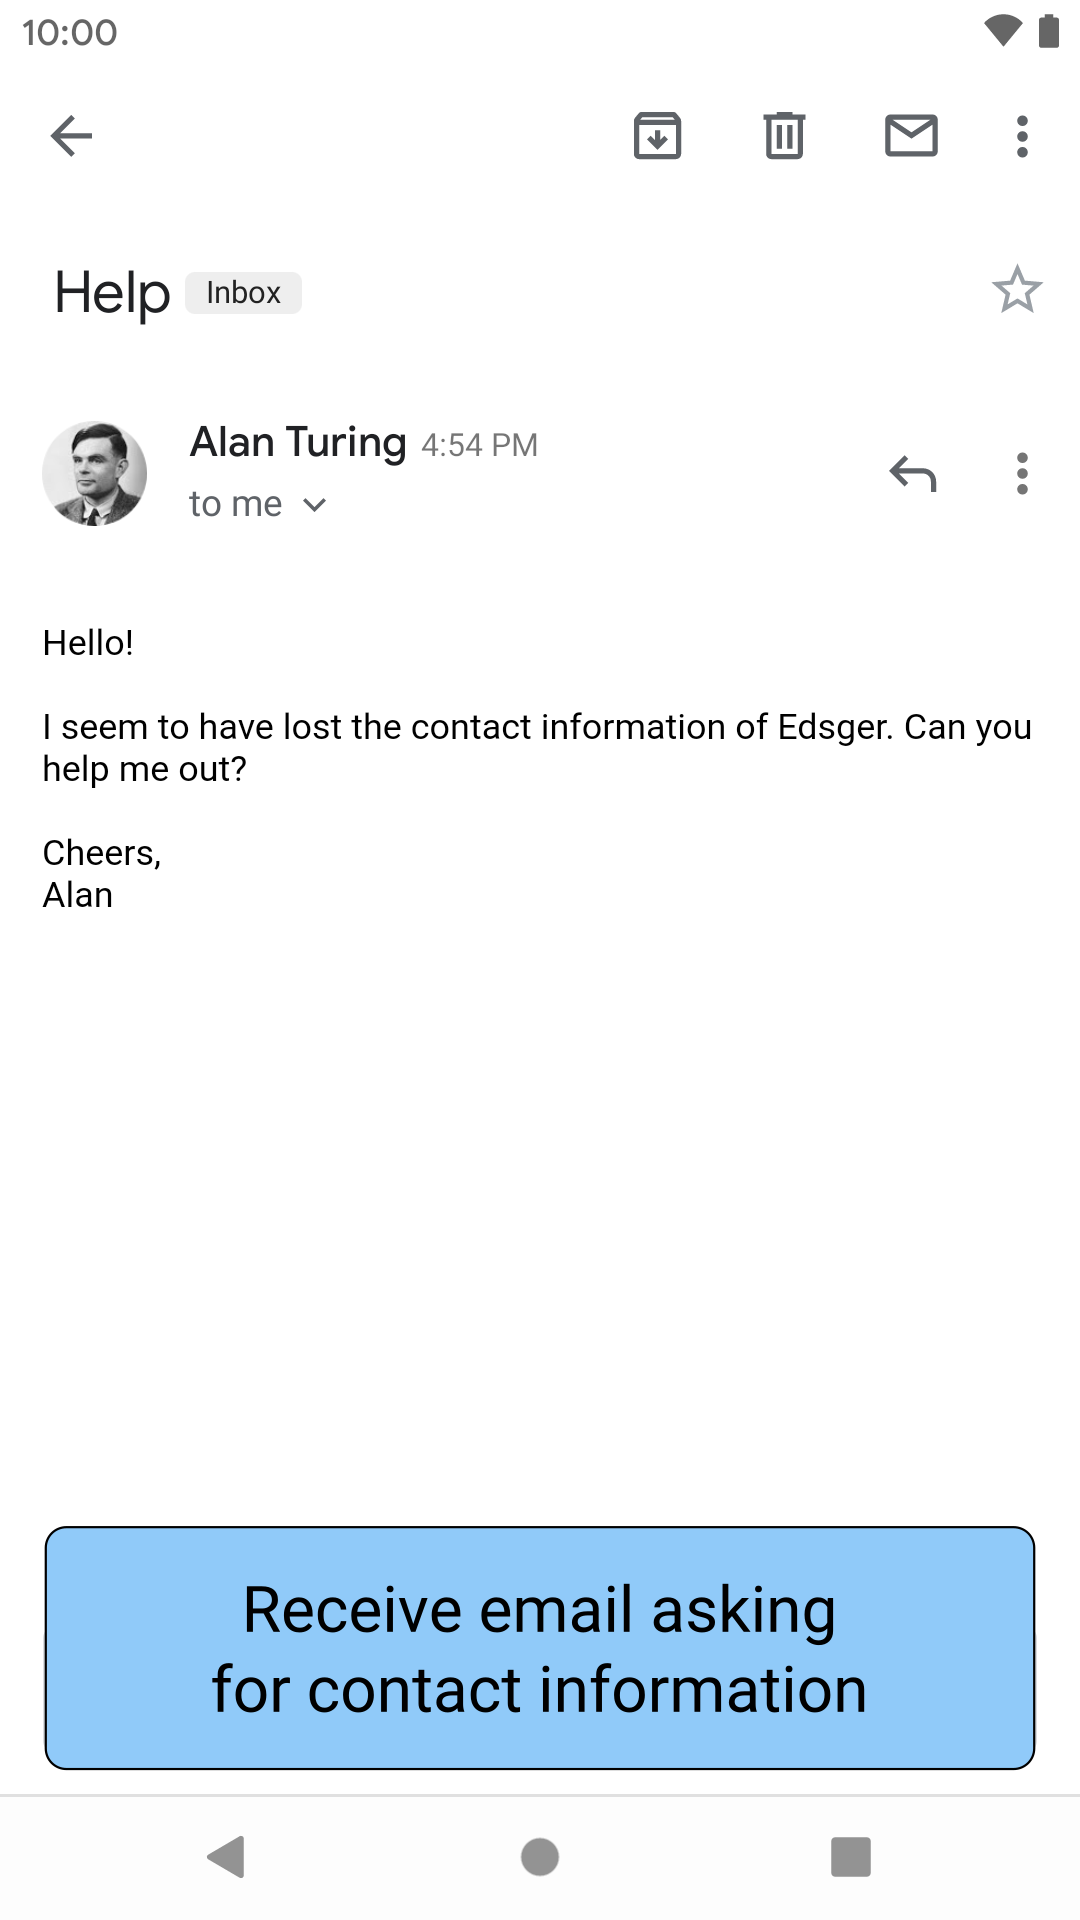 10:00
Help Inbox
Alan Turing 4:54 PM
to me
Hello!
I seem to have lost the contact information of Edsger. Can you
help me out?
Cheers,
Alan
Receive email asking
for contact information